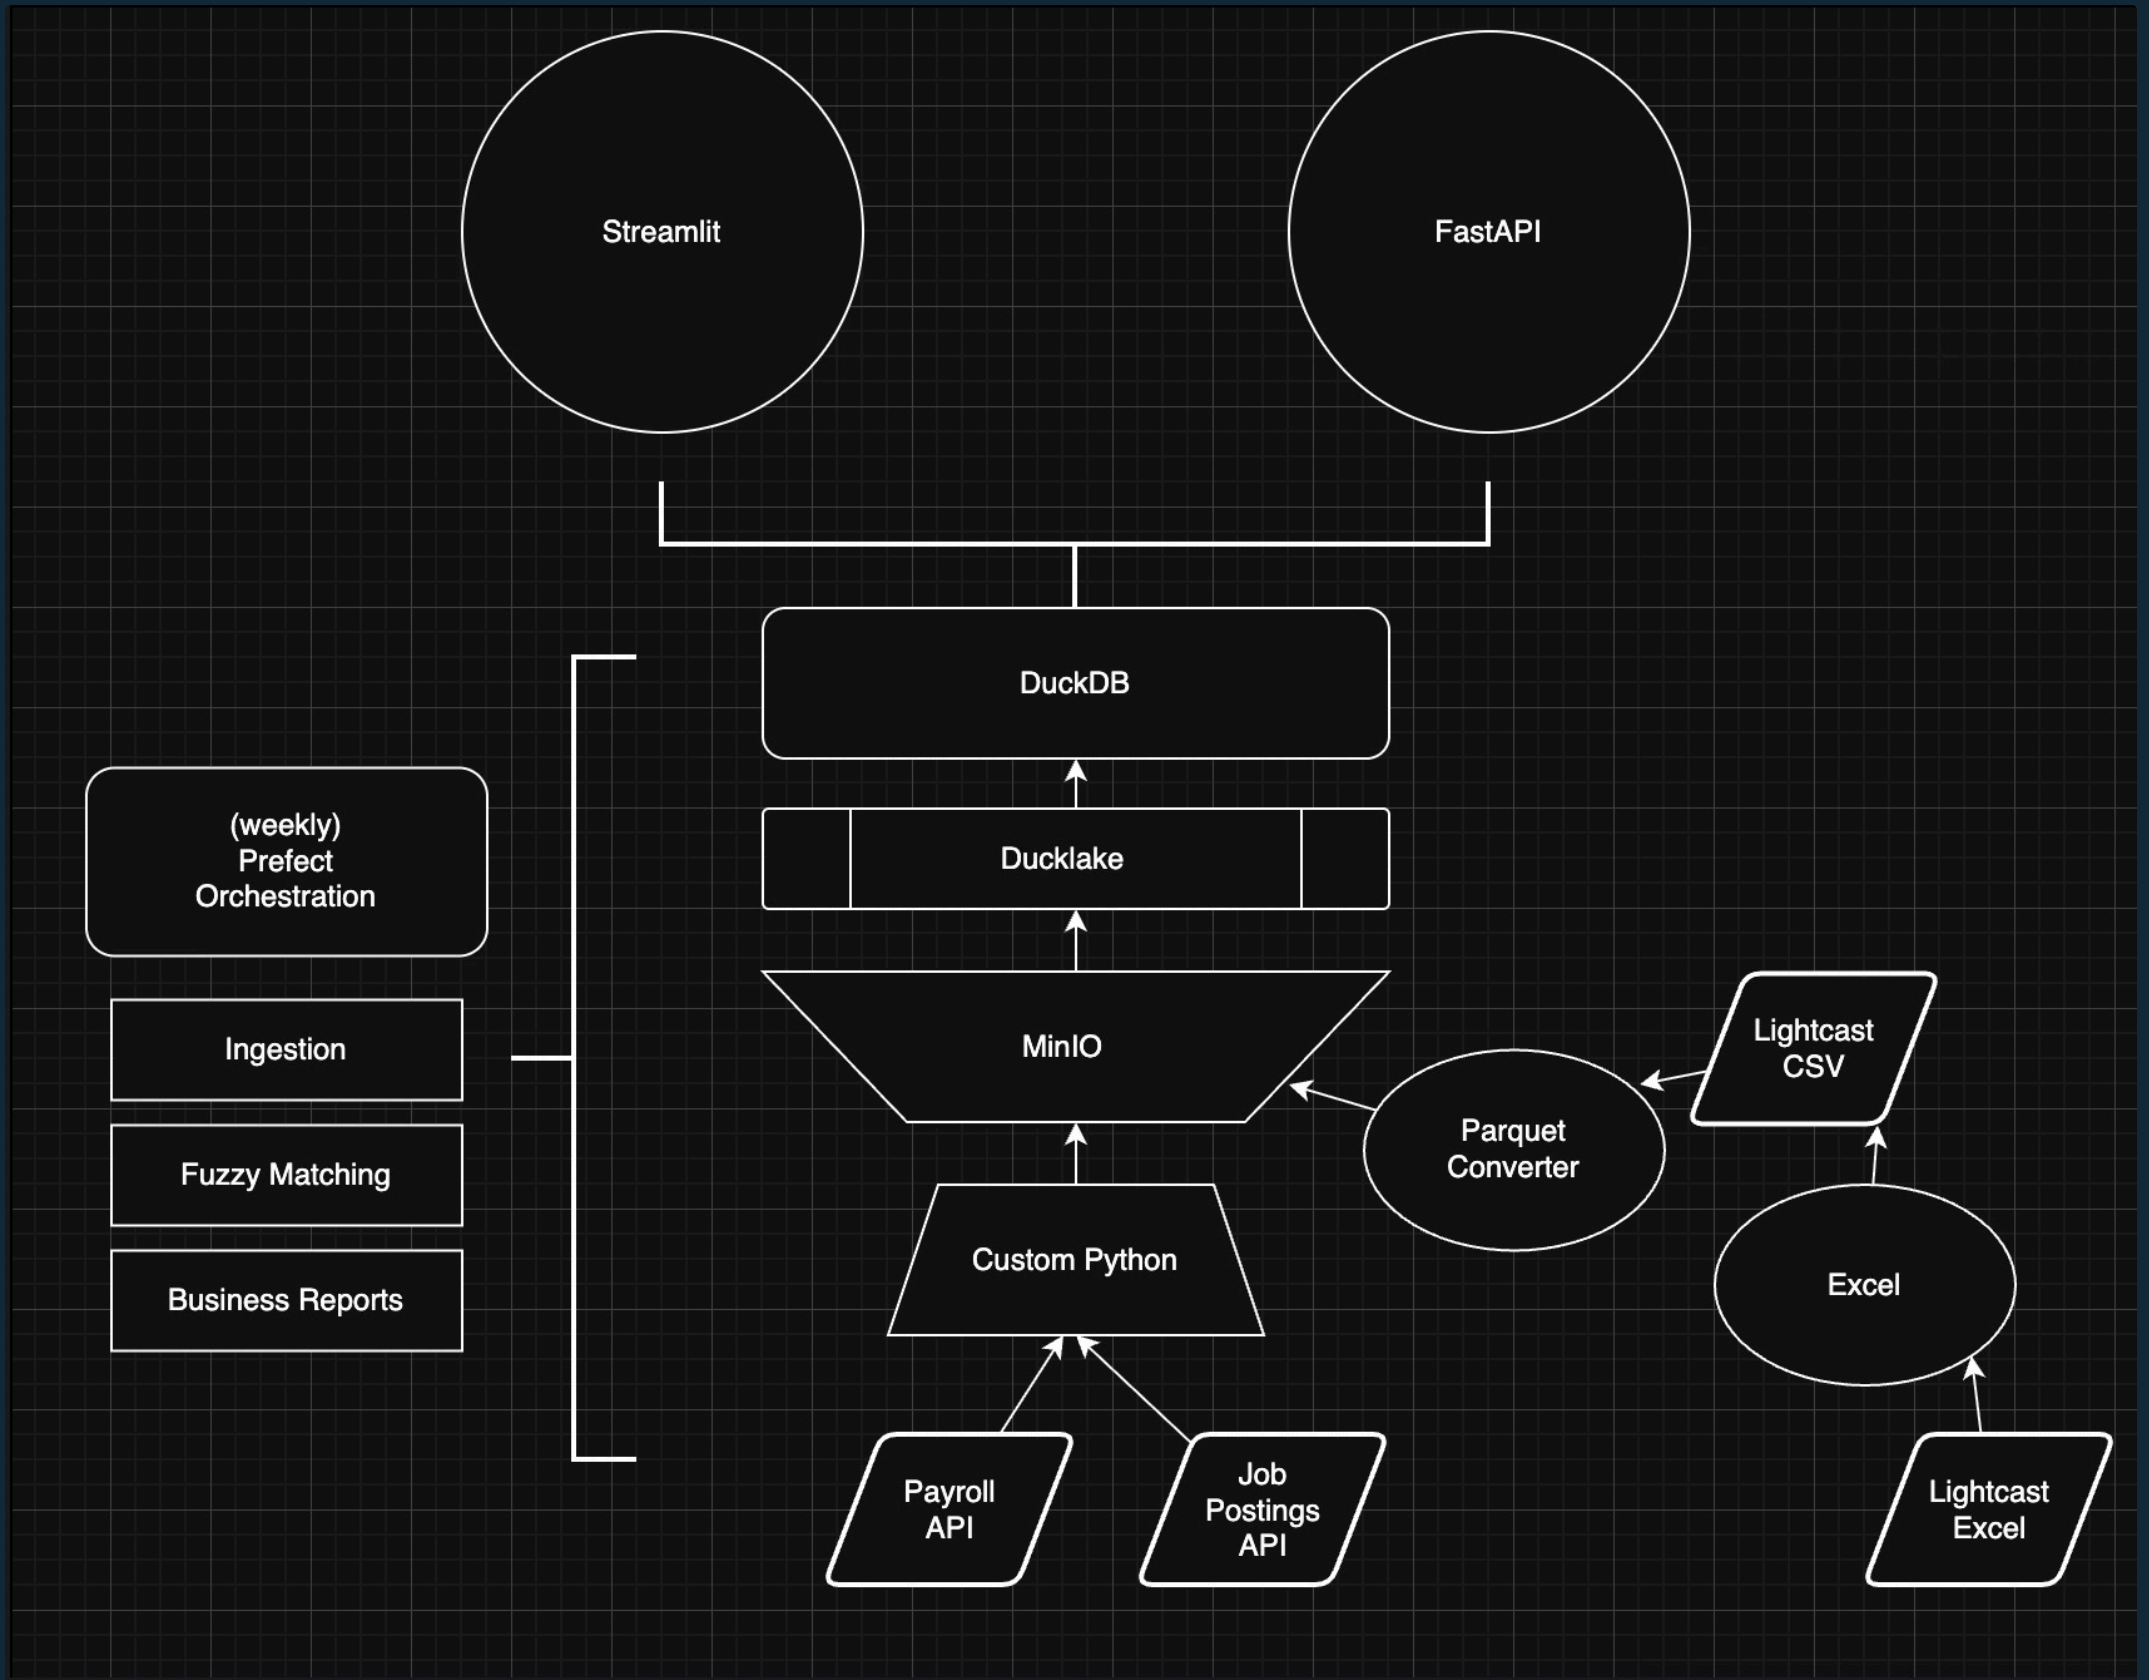 Streamlit
FastAPI
DuckDB
(weekly)
Prefect
Orchestration
Ducklake
Ingestion
MinIO
Lightcast
CSV
Parquet
Converter
Fuzzy Matching
Custom Python
Excel
Business Reports
Payroll
API
Job
Postings
API
Lightcast
Excel